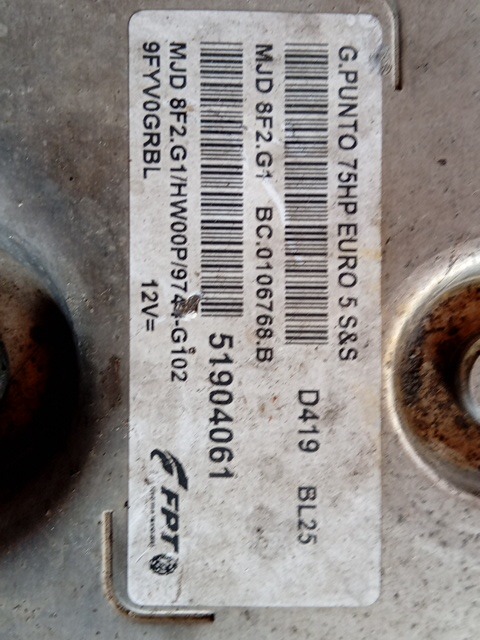 G.PUNTO 75HP EURO 5 S&S
D419 BL25
MJD 8F2.G1 BC.0106768.B
51904061
MJD 8F2.G1/HW00P/974-G102
9FYV0GRBL 12V=
FPT